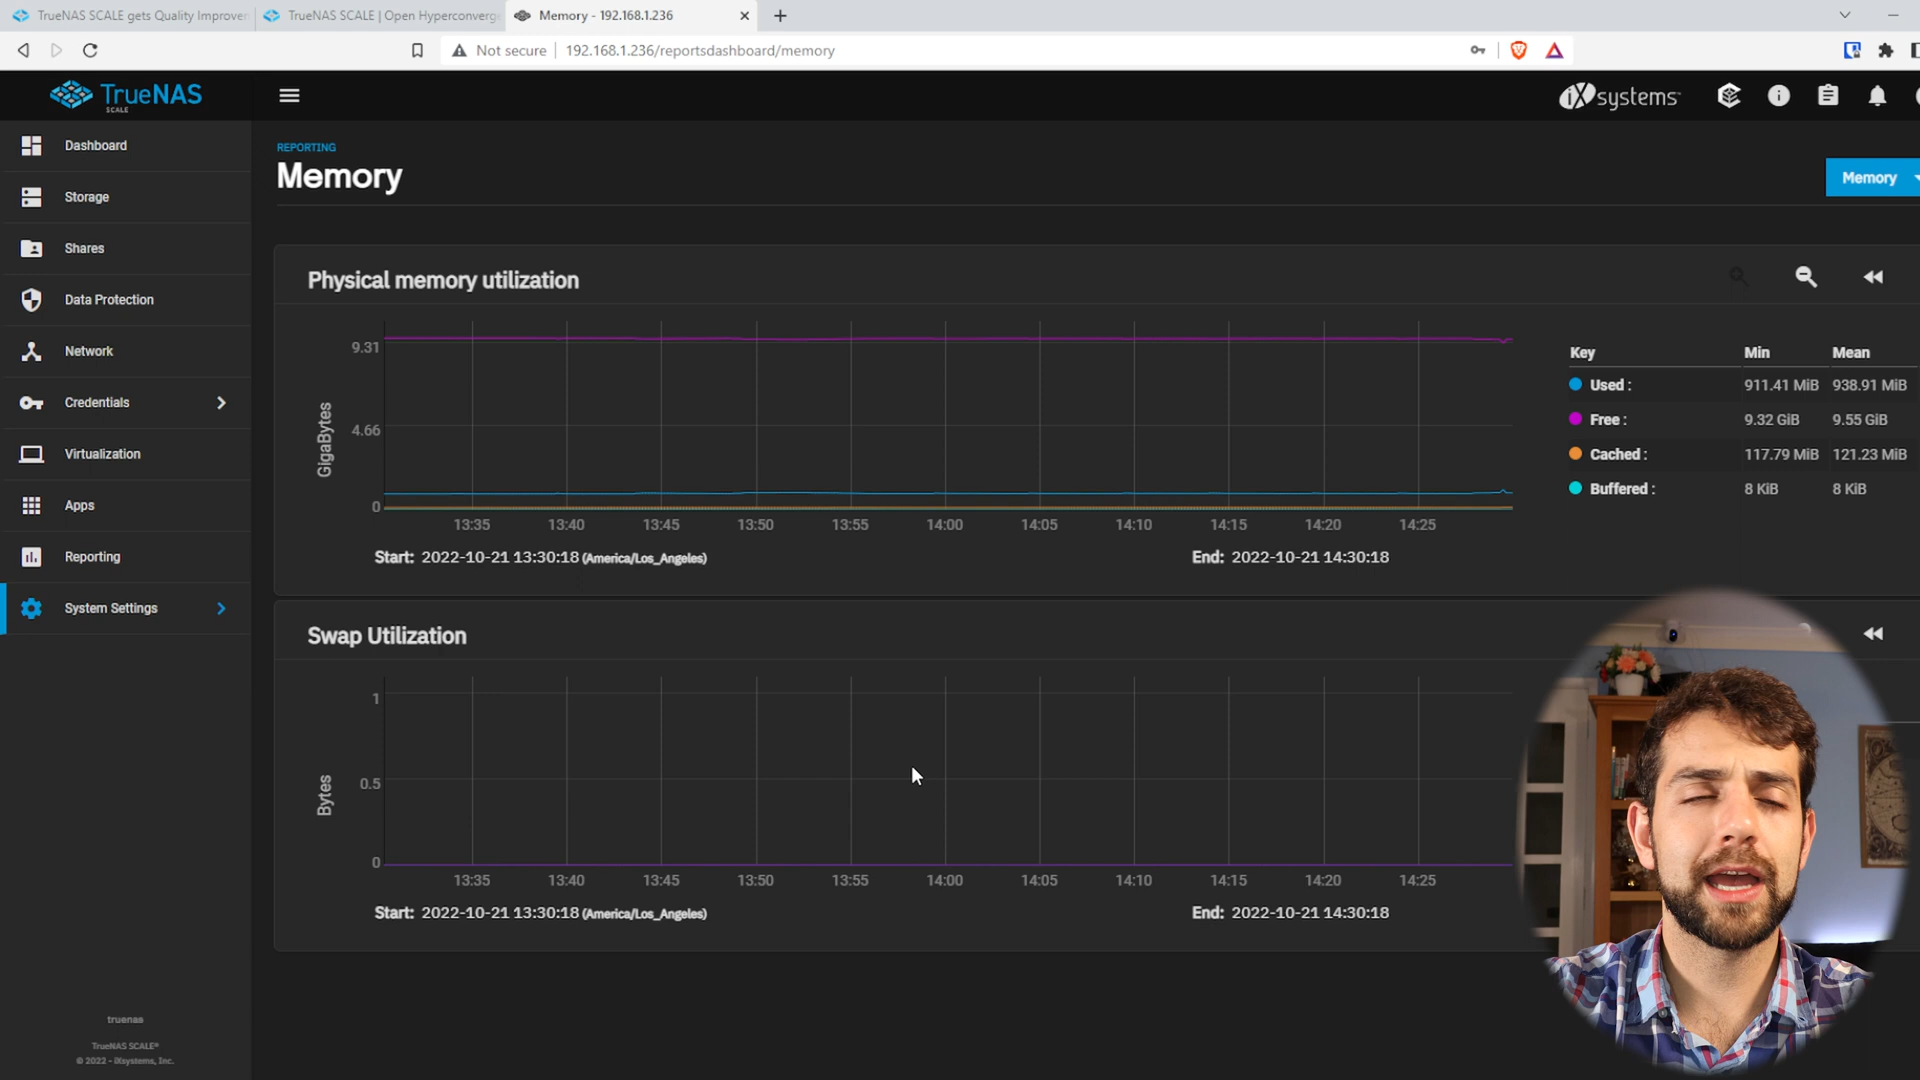 TrueNAS SCALE gets Quality Improver
TrueNAS SCALE | Open Hyperconverge
Memory - 192.168.1.236
Not secure
192.168.1.236/reportsdashboard/memory
TrueNAS
SCALE
iXsystems
Dashboard
Storage
Shares
Data Protection
Network
Credentials
Virtualization
Apps
Reporting
System Settings
truenas
TrueNAS SCALE®
© 2022 - iXsystems, Inc.
REPORTING
Memory
Memory
Physical memory utilization
GigaBytes
9.31
4.66
0
13:35 13:40 13:45 13:50 13:55 14:00 14:05 14:10 14:15 14:20 14:25
Start: 2022-10-21 13:30:18 (America/Los_Angeles)
End: 2022-10-21 14:30:18
Key Min Mean
Used : 911.41 MiB 938.91 MiB
Free : 9.32 GiB 9.55 GiB
Cached : 117.79 MiB 121.23 MiB
Buffered : 8 KiB 8 KiB
Swap Utilization
Bytes
1
0.5
0
13:35 13:40 13:45 13:50 13:55 14:00 14:05 14:10 14:15 14:20 14:25
Start: 2022-10-21 13:30:18 (America/Los_Angeles)
End: 2022-10-21 14:30:18